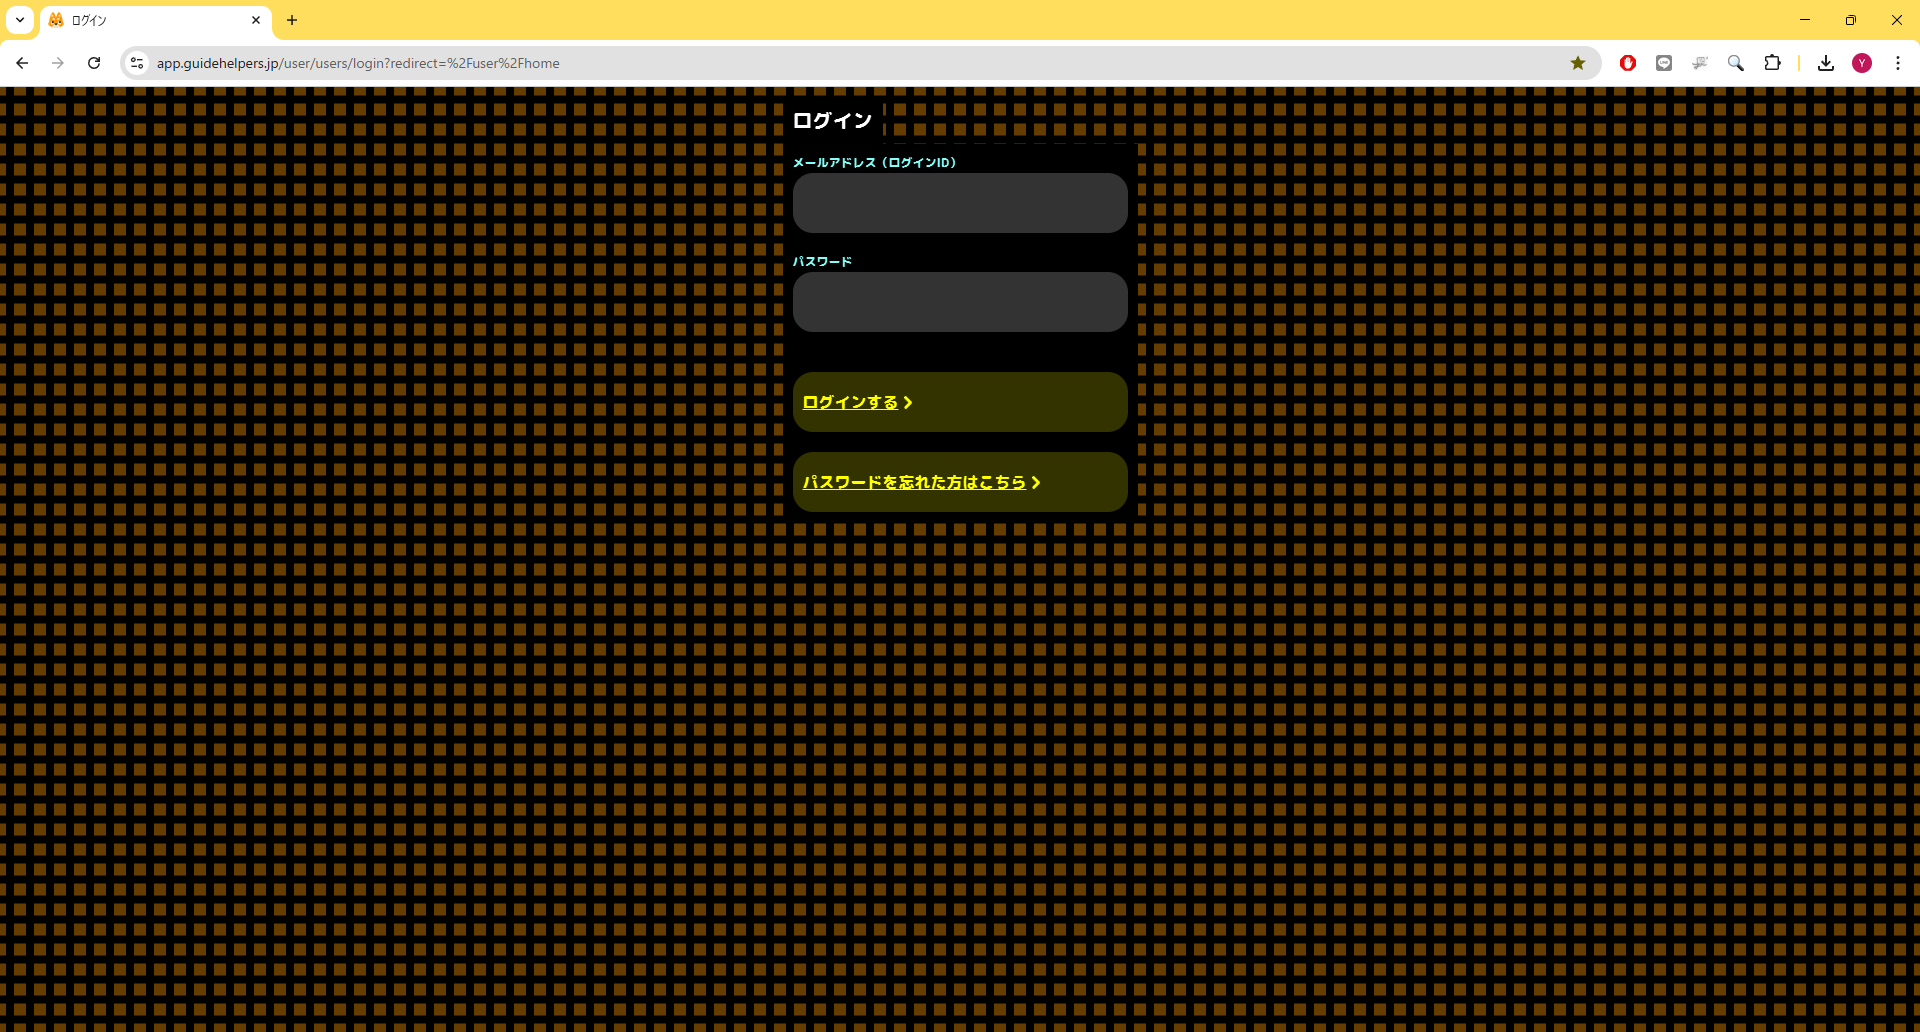 ログイン
app.guidehelpers.jp/user/users/login?redirect=%2Fuser%2Fhome
Y
ログイン
メールアドレス（ログインID）
パスワード
ログインする
パスワードを忘れた方はこちら